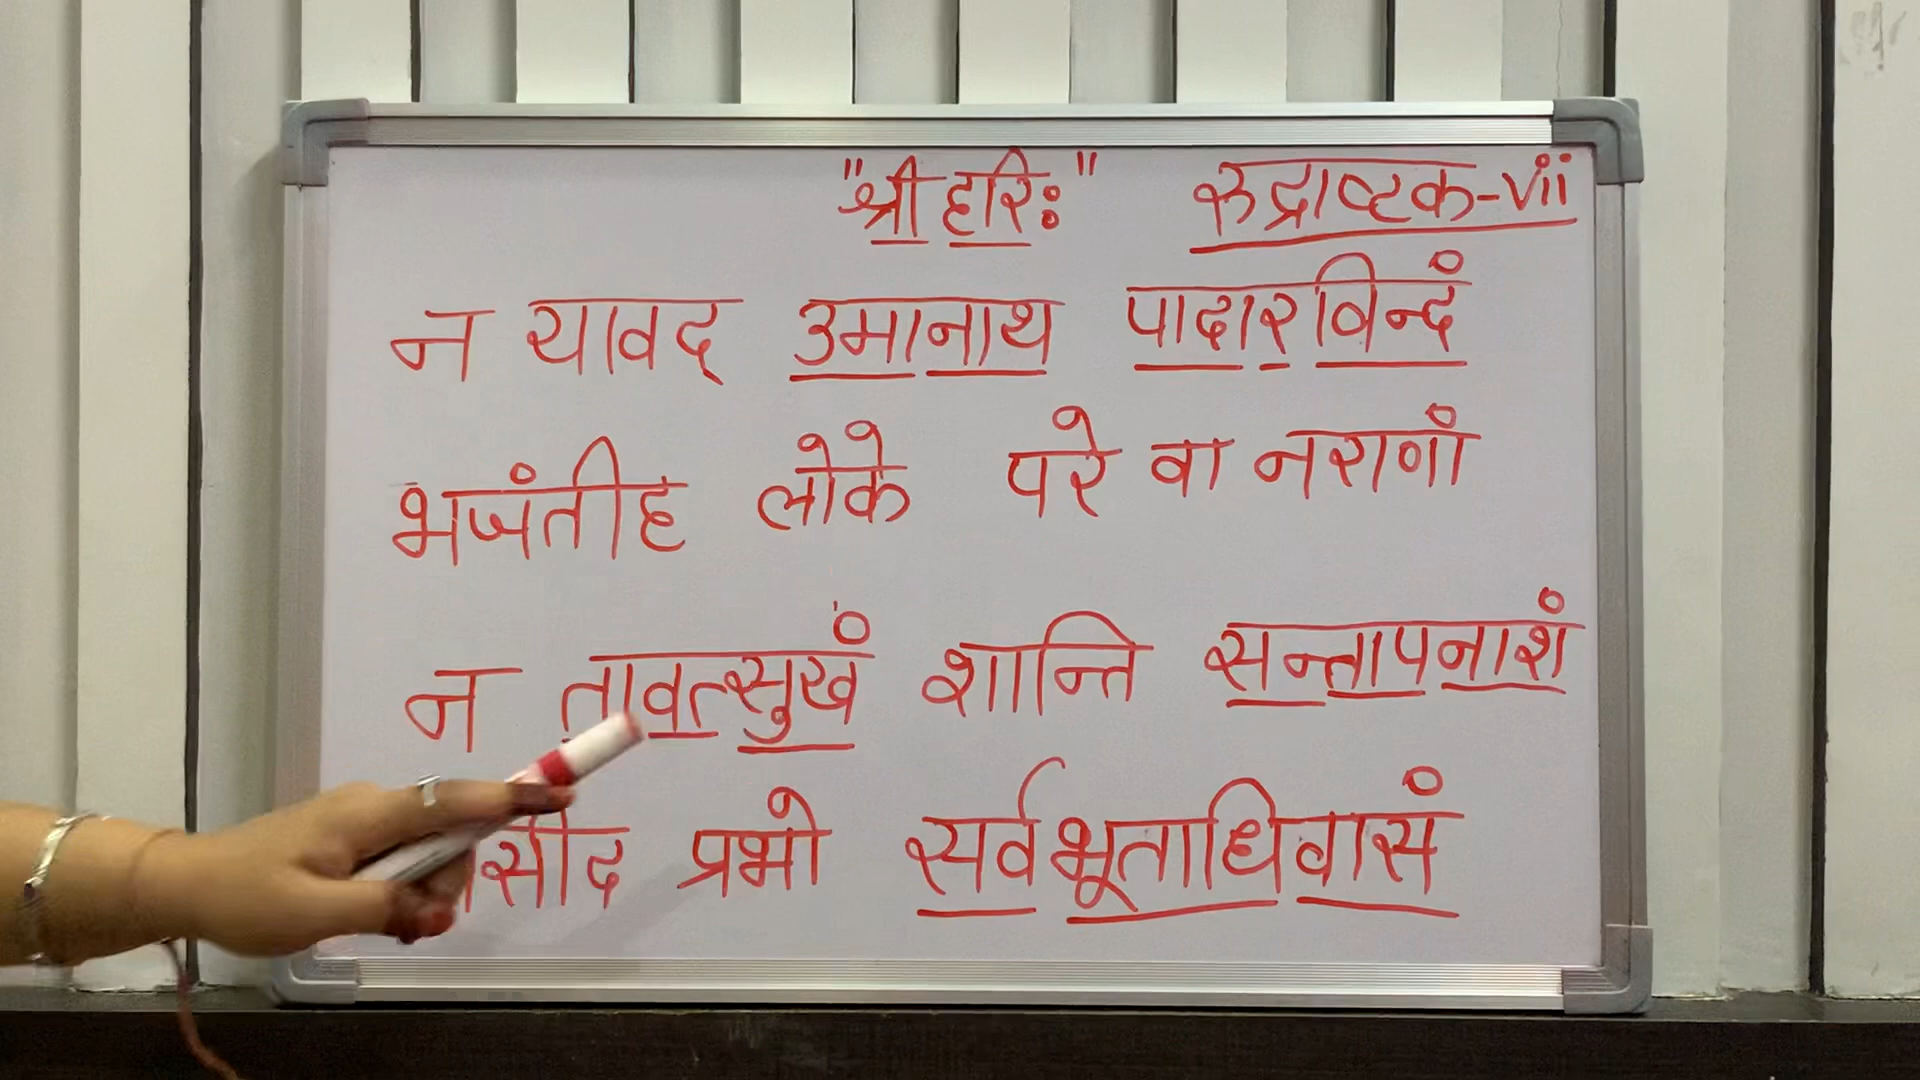 "श्री हरिः" रुद्राष्टक-vii
न यावद् उमानाथ पादारविन्दं
भजंतीह लोके परे वा नराणां
न तावत्सुखं शान्ति सन्तापनाशं
प्रभो सर्वभूताधिवासं